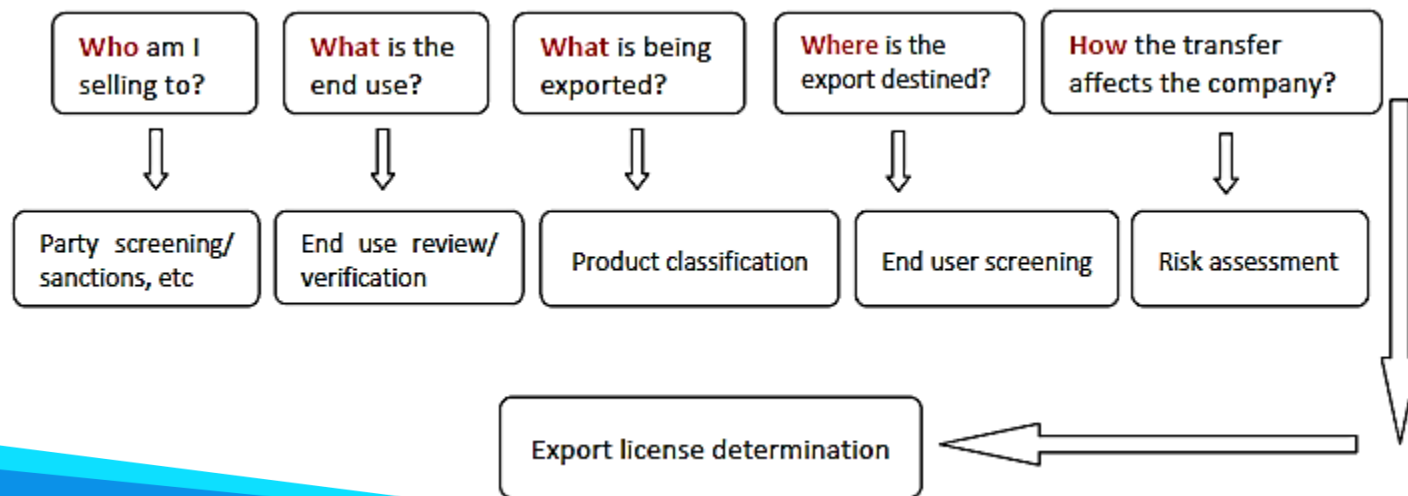 Who am I
selling to?
What is the
end use?
What is being
exported?
Where is the
export destined?
How the transfer
affects the company?
Party screening/
sanctions, etc
End use review/
verification
Product classification
End user screening
Risk assessment
Export license determination